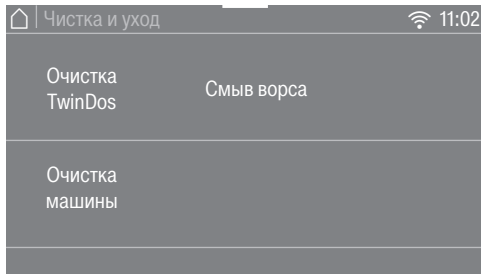 Чистка и уход 11:02
Очистка
TwinDos
Смыв ворса
Очистка
машины